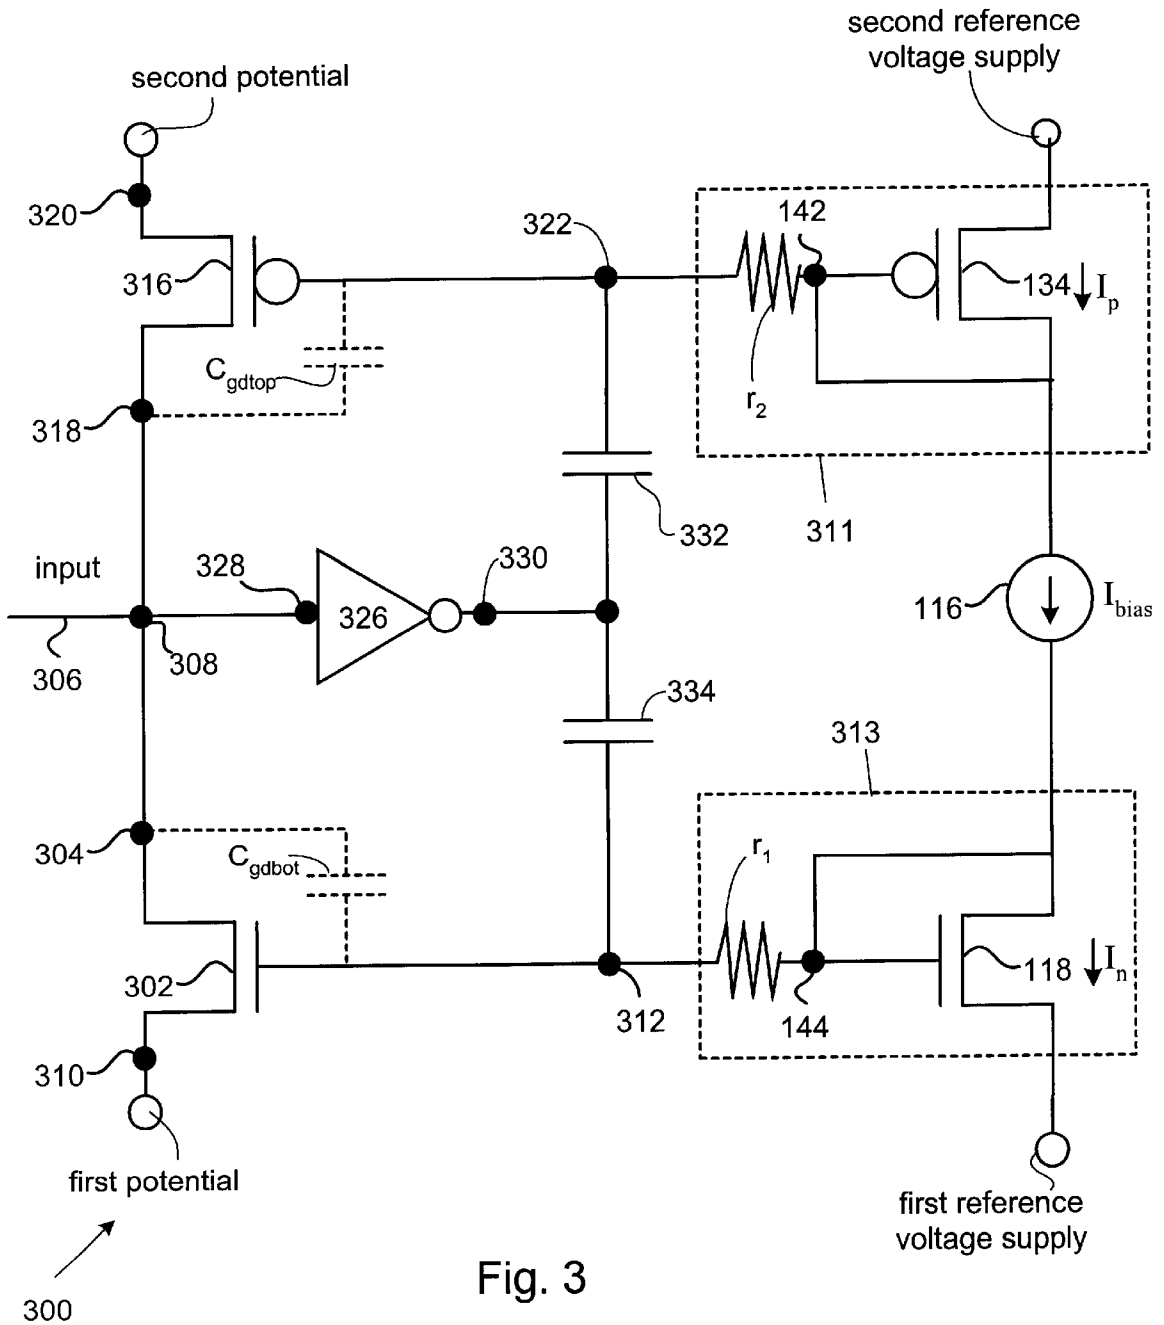 second reference
voltage supply
second potential
320
316
322
142
134
Ip
Cgdtop
r2
318
332
311
input
328
326
330
116
Ibias
306
308
334
313
304
Cgdbot
r1
302
118
In
312
144
310
first potential
first reference
voltage supply
Fig. 3
300